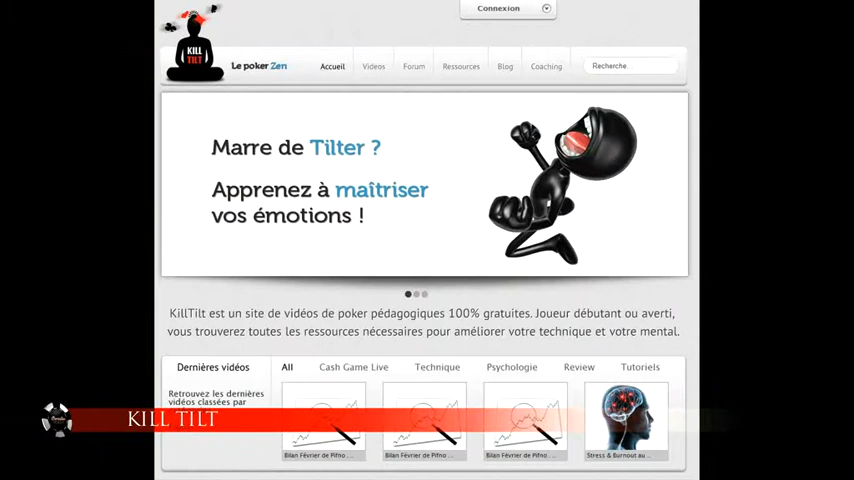 Connexion
KILL
TILT
Le poker Zen
Accueil
Videos
Forum
Ressources
Blog
Coaching
Recherche...
Marre de Tilter ?
Apprenez à maîtriser
vos émotions !
KillTilt est un site de vidéos de poker pédagogiques 100% gratuites. Joueur débutant ou averti,
vous trouverez toutes les ressources nécessaires pour améliorer votre technique et votre mental.
Dernières vidéos
All
Cash Game Live
Technique
Psychologie
Review
Tutoriels
Retrouvez les dernières
vidéos classées par
KILL TILT
Bilan Février de Pifno ...
Bilan Février de Pifno ...
Bilan Février de Pifno ...
Stress & Burnout au ...